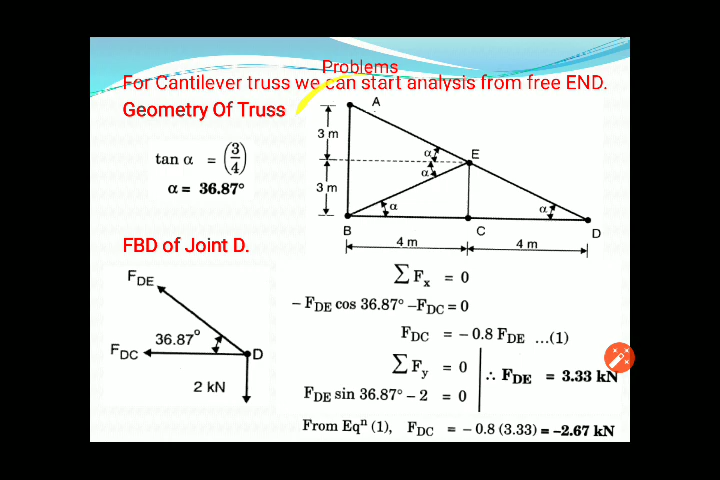 Problems
For Cantilever truss we can start analysis from free END.
Geometry Of Truss
tan α = (3/4)
α = 36.87°
A
3 m
α
E
α
3 m
α
α
B
C
D
4 m
4 m
FBD of Joint D.
F_DE
36.87°
F_DC
D
2 kN
∑F_x = 0
– F_DE cos 36.87° –F_DC = 0
F_DC = – 0.8 F_DE ...(1)
∑F_y = 0
F_DE sin 36.87° – 2 = 0
∴ F_DE = 3.33 kN
From Eqⁿ (1), F_DC = – 0.8 (3.33) = –2.67 kN